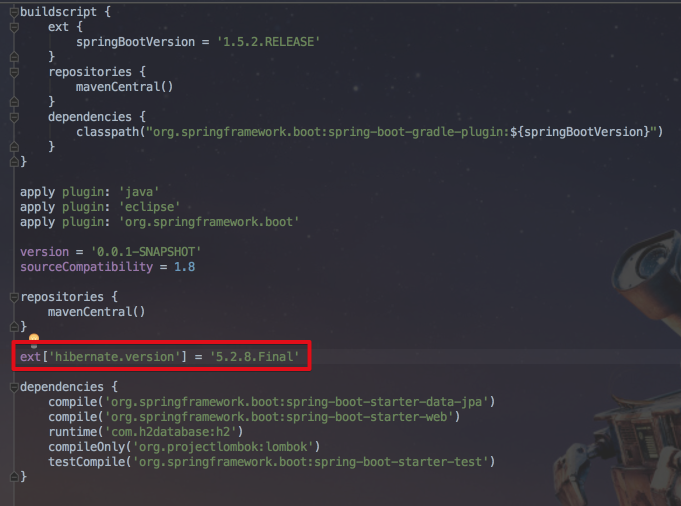 buildscript {
ext {
springBootVersion = '1.5.2.RELEASE'
}
repositories {
mavenCentral()
}
dependencies {
classpath("org.springframework.boot:spring-boot-gradle-plugin:${springBootVersion}")
}
}
apply plugin: 'java'
apply plugin: 'eclipse'
apply plugin: 'org.springframework.boot'
version = '0.0.1-SNAPSHOT'
sourceCompatibility = 1.8
repositories {
mavenCentral()
}
ext['hibernate.version'] = '5.2.8.Final'
dependencies {
compile('org.springframework.boot:spring-boot-starter-data-jpa')
compile('org.springframework.boot:spring-boot-starter-web')
runtime('com.h2database:h2')
compileOnly('org.projectlombok:lombok')
testCompile('org.springframework.boot:spring-boot-starter-test')
}